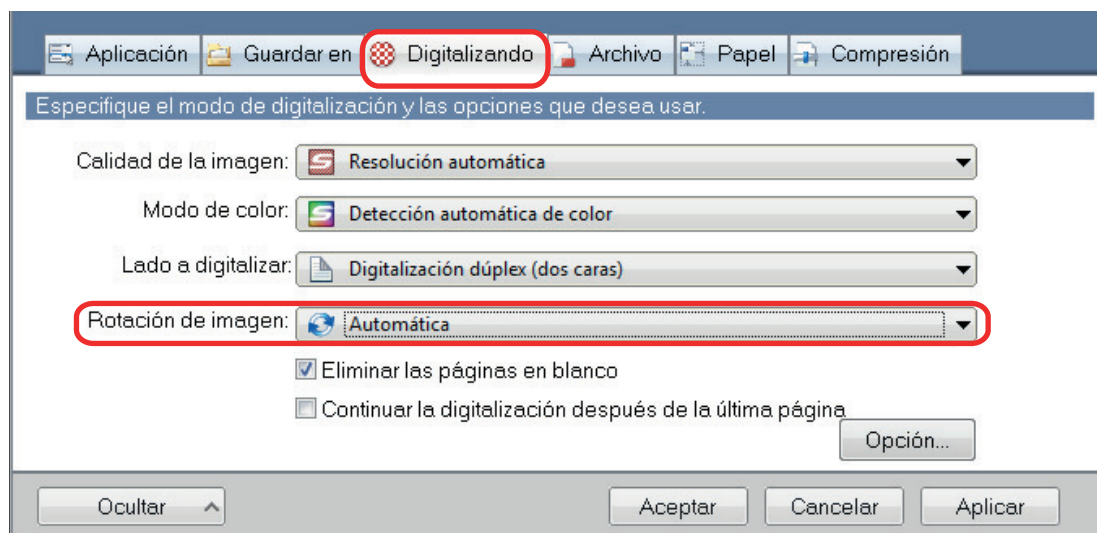 Aplicación Guardar en Digitalizando Archivo Papel Compresión
Especifique el modo de digitalización y las opciones que desea usar.
Calidad de la imagen: Resolución automática
Modo de color: Detección automática de color
Lado a digitalizar: Digitalización dúplex (dos caras)
Rotación de imagen: Automática
Eliminar las páginas en blanco
Continuar la digitalización después de la última página
Opción...
Ocultar Aceptar Cancelar Aplicar